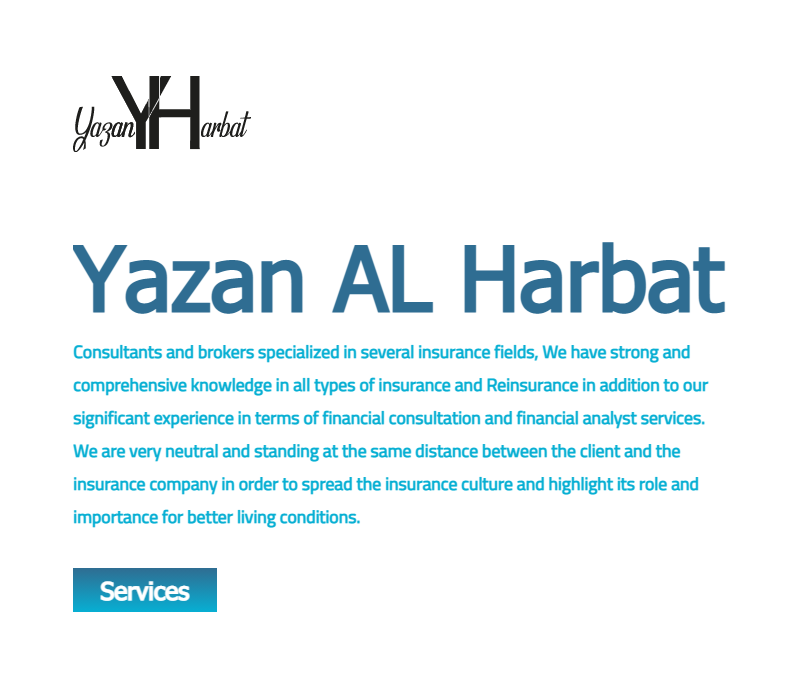 Yazan YH arbat
Yazan AL Harbat
Consultants and brokers specialized in several insurance fields, We have strong and
comprehensive knowledge in all types of insurance and Reinsurance in addition to our
significant experience in terms of financial consultation and financial analyst services.
We are very neutral and standing at the same distance between the client and the
insurance company in order to spread the insurance culture and highlight its role and
importance for better living conditions.
Services